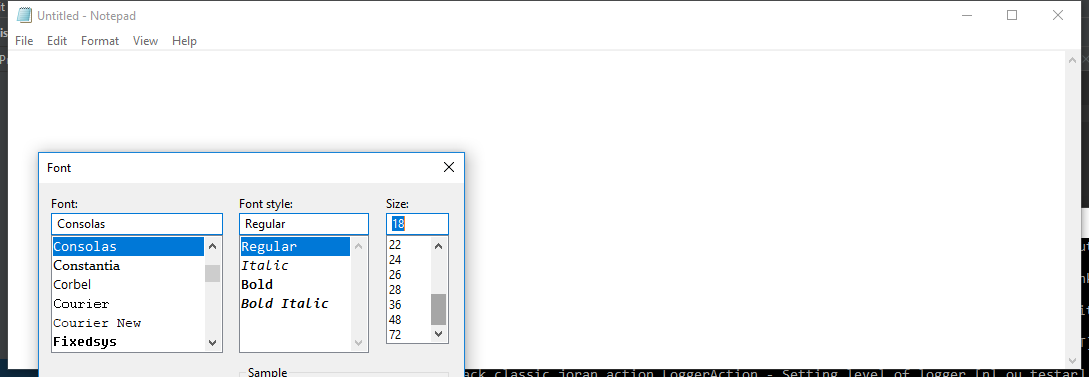 Untitled - Notepad
File Edit Format View Help
Font
Font: Font style: Size:
Consolas Regular 18
Consolas Regular 22
Constantia Italic 24
Corbel Bold 26
Courier Bold Italic 28
Courier New 36
Fixedsys 48
72
Sample
ack classic joran action LoggerAction - Setting level of logger [nl ou testar]